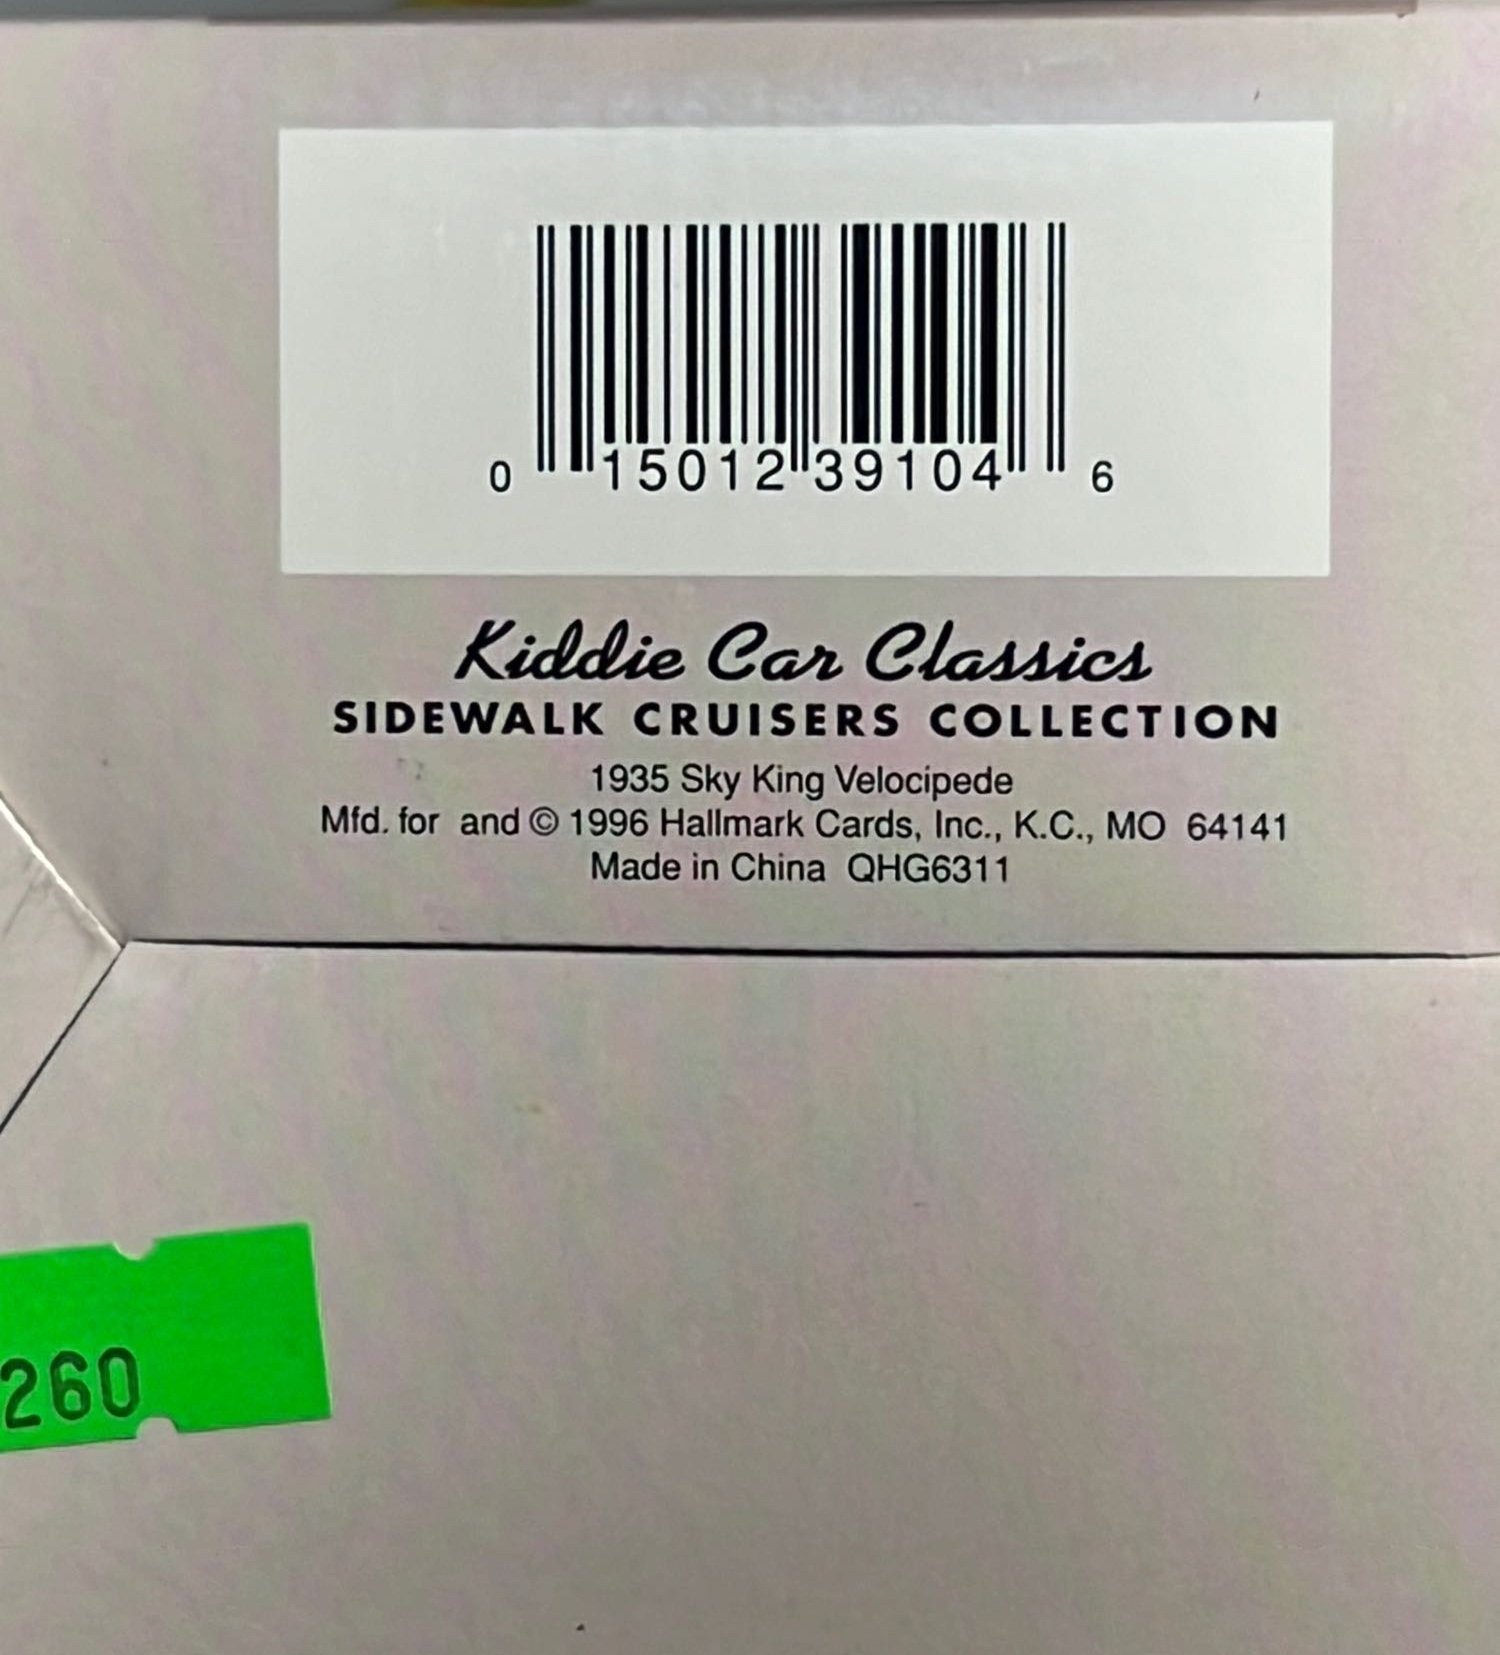 0 15012 39104 6
Kiddie Car Classics
SIDEWALK CRUISERS COLLECTION
1935 Sky King Velocipede
Mfd. for and © 1996 Hallmark Cards, Inc., K.C., MO 64141
Made in China QHG6311
260